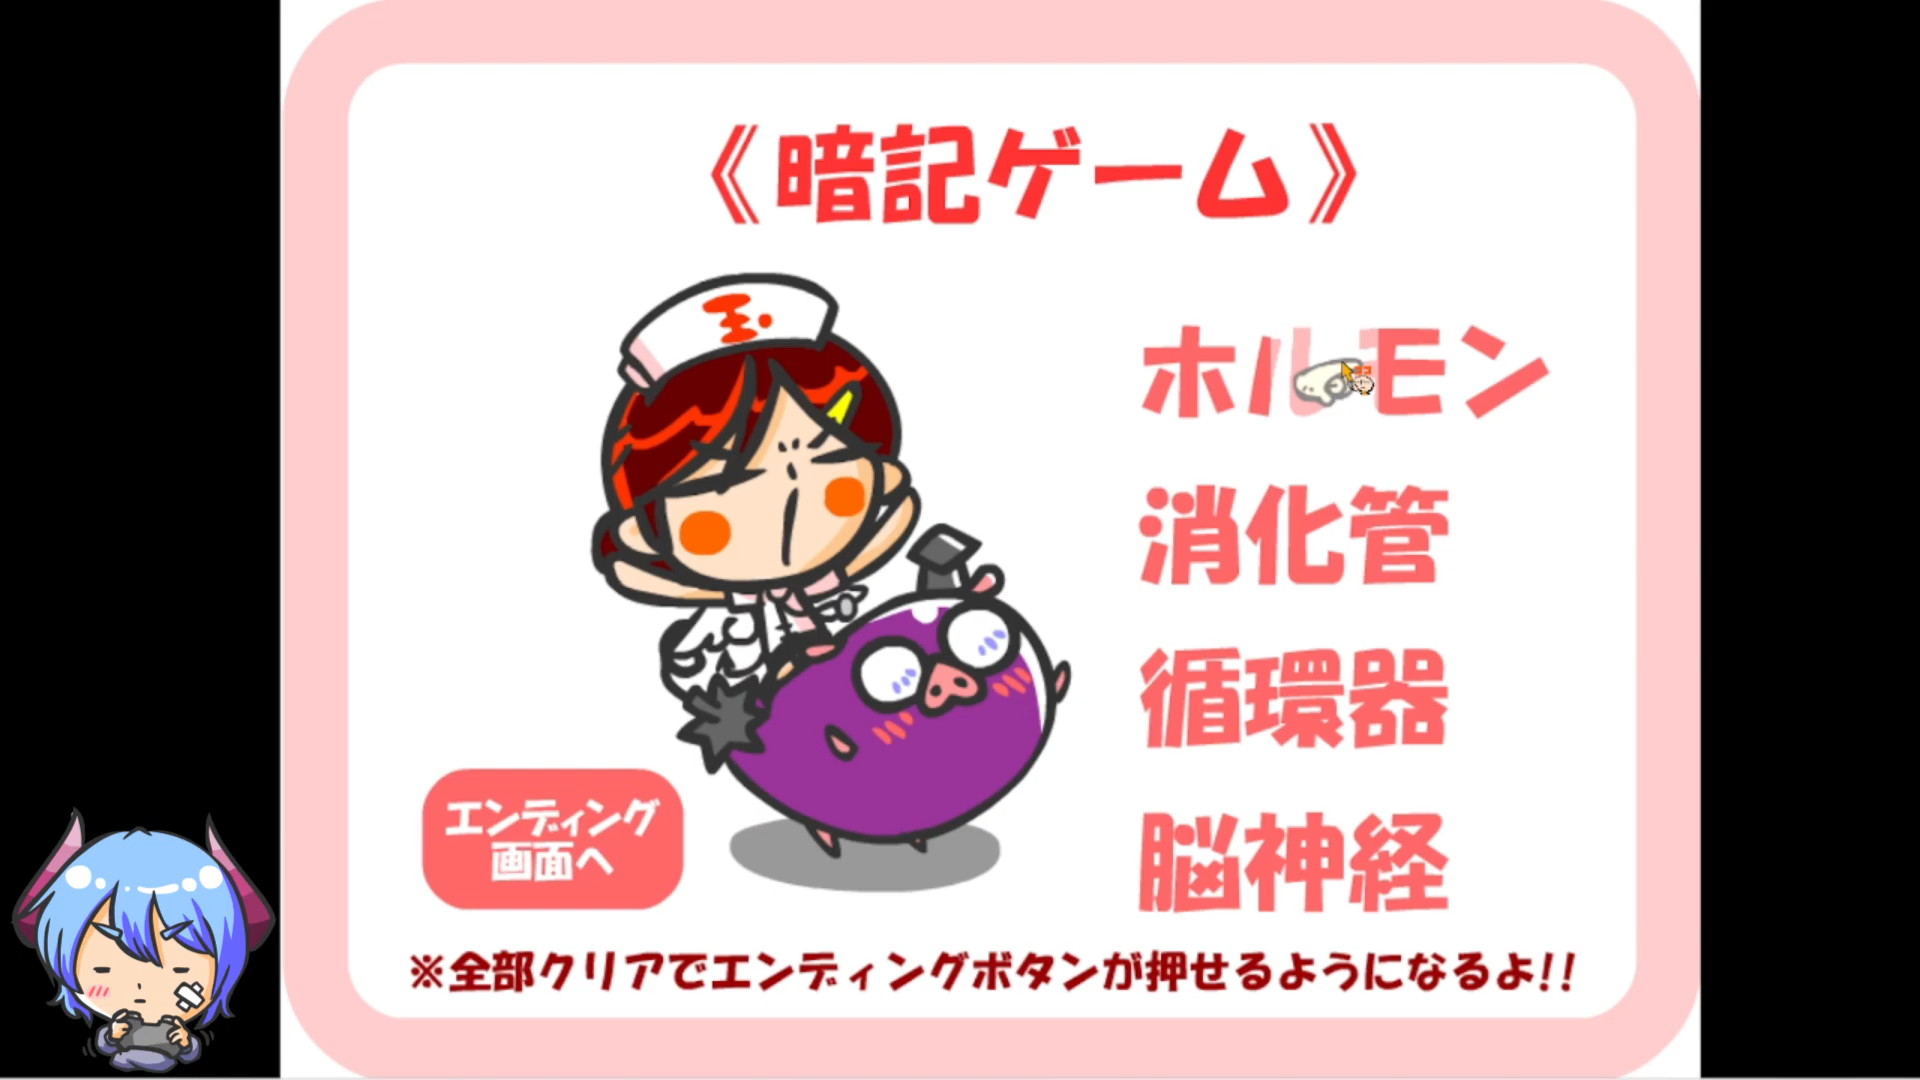 《暗記ゲーム》
玉.
ホルモン
消化管
循環器
脳神経
エンディング
画面へ
※全部クリアでエンディングボタンが押せるようになるよ!!